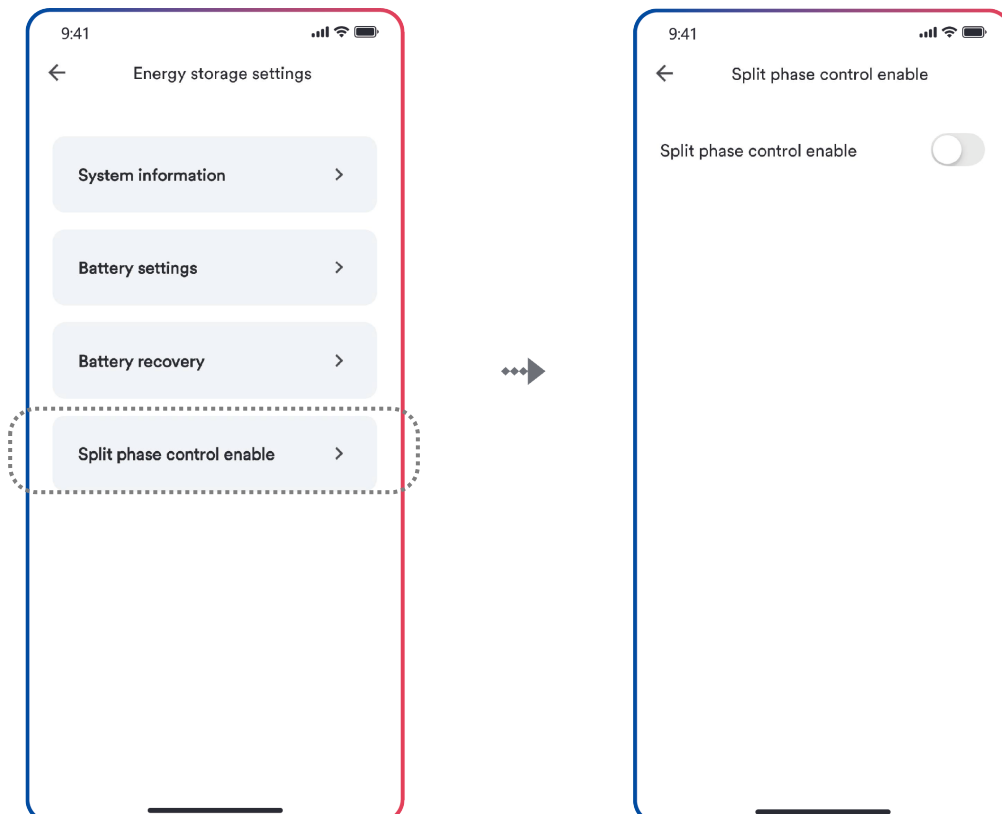 9:41
Energy storage settings
System information
Battery settings
Battery recovery
Split phase control enable
9:41
Split phase control enable
Split phase control enable